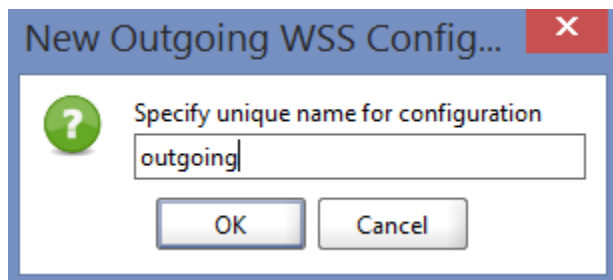 New Outgoing WSS Config...
Specify unique name for configuration
outgoing
OK
Cancel